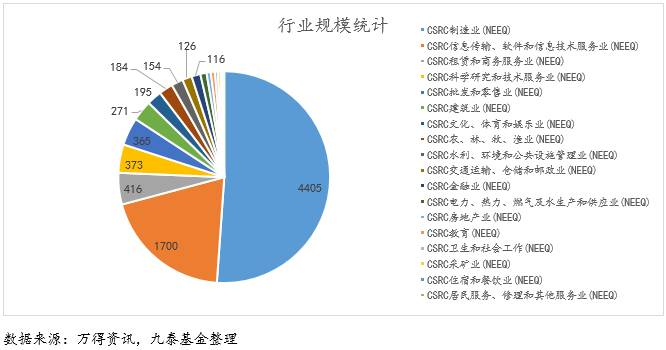 行业规模统计
126
154
116
184
195
271
365
373
416
1700
4405
CSRC制造业(NEEQ)
CSRC信息传输、软件和信息技术服务业(NEEQ)
CSRC租赁和商务服务业(NEEQ)
CSRC科学研究和技术服务业(NEEQ)
CSRC批发和零售业(NEEQ)
CSRC建筑业(NEEQ)
CSRC文化、体育和娱乐业(NEEQ)
CSRC农、林、牧、渔业(NEEQ)
CSRC水利、环境和公共设施管理业(NEEQ)
CSRC交通运输、仓储和邮政业(NEEQ)
CSRC金融业(NEEQ)
CSRC电力、热力、燃气及水生产和供应业(NEEQ)
CSRC房地产业(NEEQ)
CSRC教育(NEEQ)
CSRC卫生和社会工作(NEEQ)
CSRC采矿业(NEEQ)
CSRC住宿和餐饮业(NEEQ)
CSRC居民服务、修理和其他服务业(NEEQ)
数据来源：万得资讯，九泰基金整理